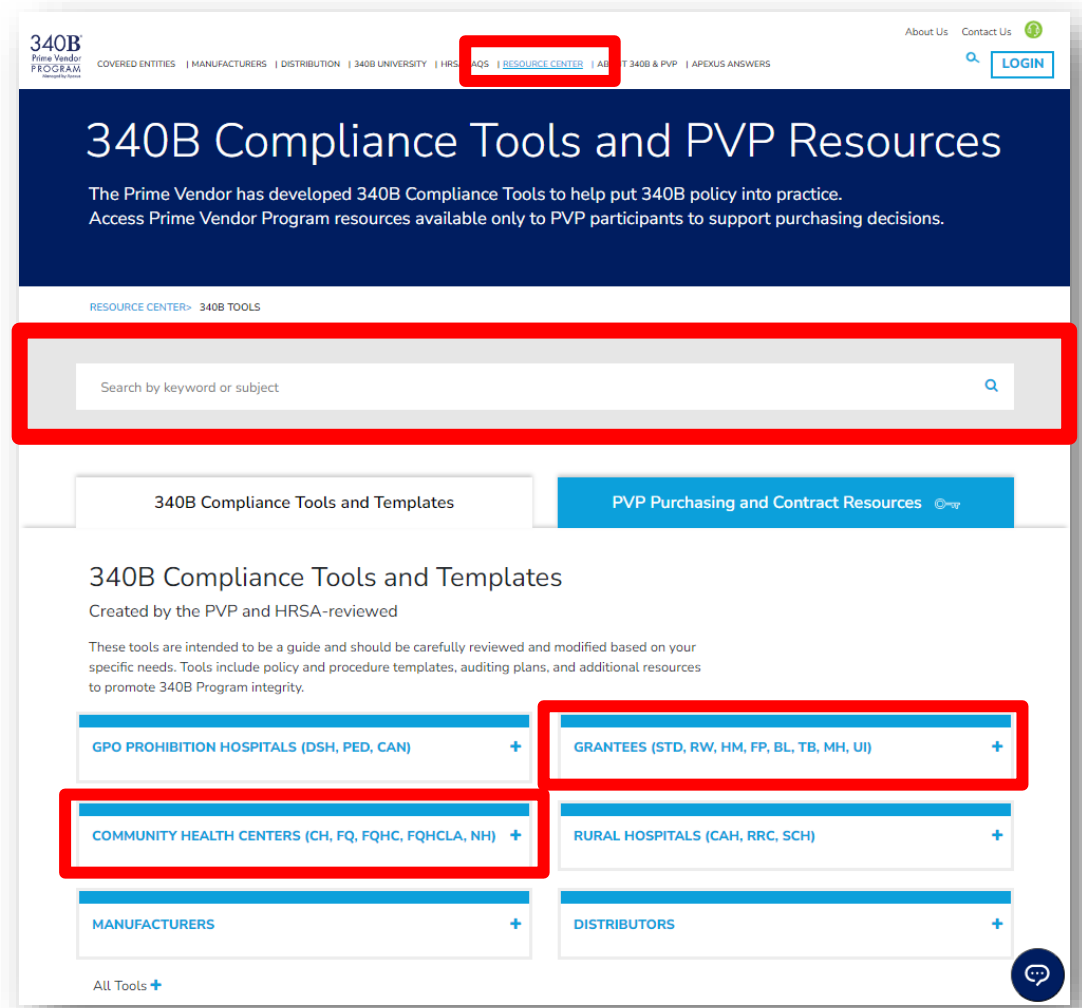 About Us Contact Us
340B
Prime Vendor
PROGRAM
Managed by Apexus
COVERED ENTITIES | MANUFACTURERS | DISTRIBUTION | 340B UNIVERSITY | HRSA AQS | RESOURCE CENTER | AB T 340B & PVP | APEXUS ANSWERS
LOGIN
340B Compliance Tools and PVP Resources
The Prime Vendor has developed 340B Compliance Tools to help put 340B policy into practice.
Access Prime Vendor Program resources available only to PVP participants to support purchasing decisions.
RESOURCE CENTER> 340B TOOLS
Search by keyword or subject
340B Compliance Tools and Templates
PVP Purchasing and Contract Resources
340B Compliance Tools and Templates
Created by the PVP and HRSA-reviewed
These tools are intended to be a guide and should be carefully reviewed and modified based on your
specific needs. Tools include policy and procedure templates, auditing plans, and additional resources
to promote 340B Program integrity.
GPO PROHIBITION HOSPITALS (DSH, PED, CAN) +
GRANTEES (STD, RW, HM, FP, BL, TB, MH, UI) +
COMMUNITY HEALTH CENTERS (CH, FQ, FQHC, FQHCLA, NH) +
RURAL HOSPITALS (CAH, RRC, SCH) +
MANUFACTURERS +
DISTRIBUTORS +
All Tools +